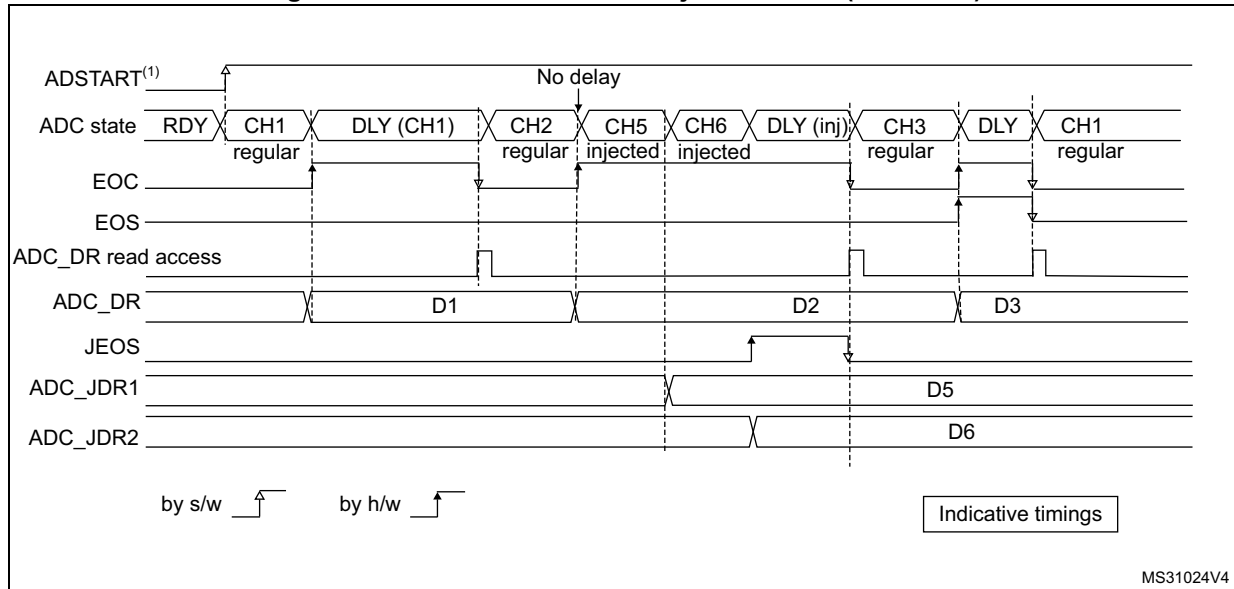 ADSTART(1)
No delay
ADC state RDY CH1 DLY (CH1) CH2 CH5 CH6 DLY (inj) CH3 DLY CH1
regular regular injected injected regular regular
EOC
EOS
ADC_DR read access
ADC_DR D1 D2 D3
JEOS
ADC_JDR1 D5
ADC_JDR2 D6
by s/w by h/w Indicative timings
MS31024V4